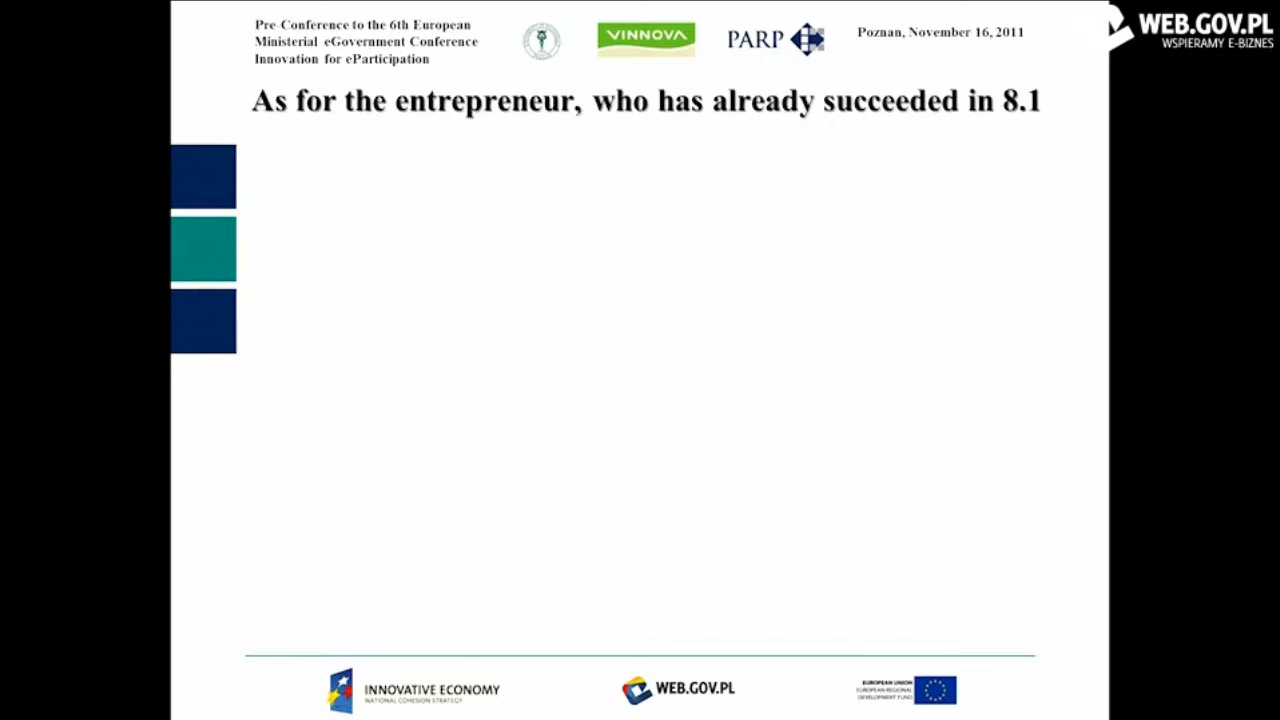 Pre-Conference to the 6th European
Ministerial eGovernment Conference
Innovation for eParticipation
VINNOVA
PARP
Poznan, November 16, 2011
WEB.GOV.PL
WSPIERAMY E-BIZNES
As for the entrepreneur, who has already succeeded in 8.1
INNOVATIVE ECONOMY
NATIONAL COHESION STRATEGY
WEB.GOV.PL
EUROPEAN UNION
EUROPEAN REGIONAL
DEVELOPMENT FUND